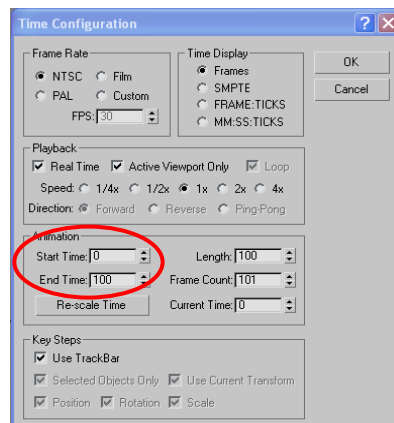 Time Configuration
Frame Rate
NTSC Film
PAL Custom
FPS: 30
Time Display
Frames
SMPTE
FRAME:TICKS
MM:SS:TICKS
OK
Cancel
Playback
Real Time Active Viewport Only Loop
Speed: 1/4x 1/2x 1x 2x 4x
Direction: Forward Reverse Ping-Pong
Animation
Start Time: 0 Length: 100
End Time: 100 Frame Count: 101
Re-scale Time Current Time: 0
Key Steps
Use TrackBar
Selected Objects Only Use Current Transform
Position Rotation Scale